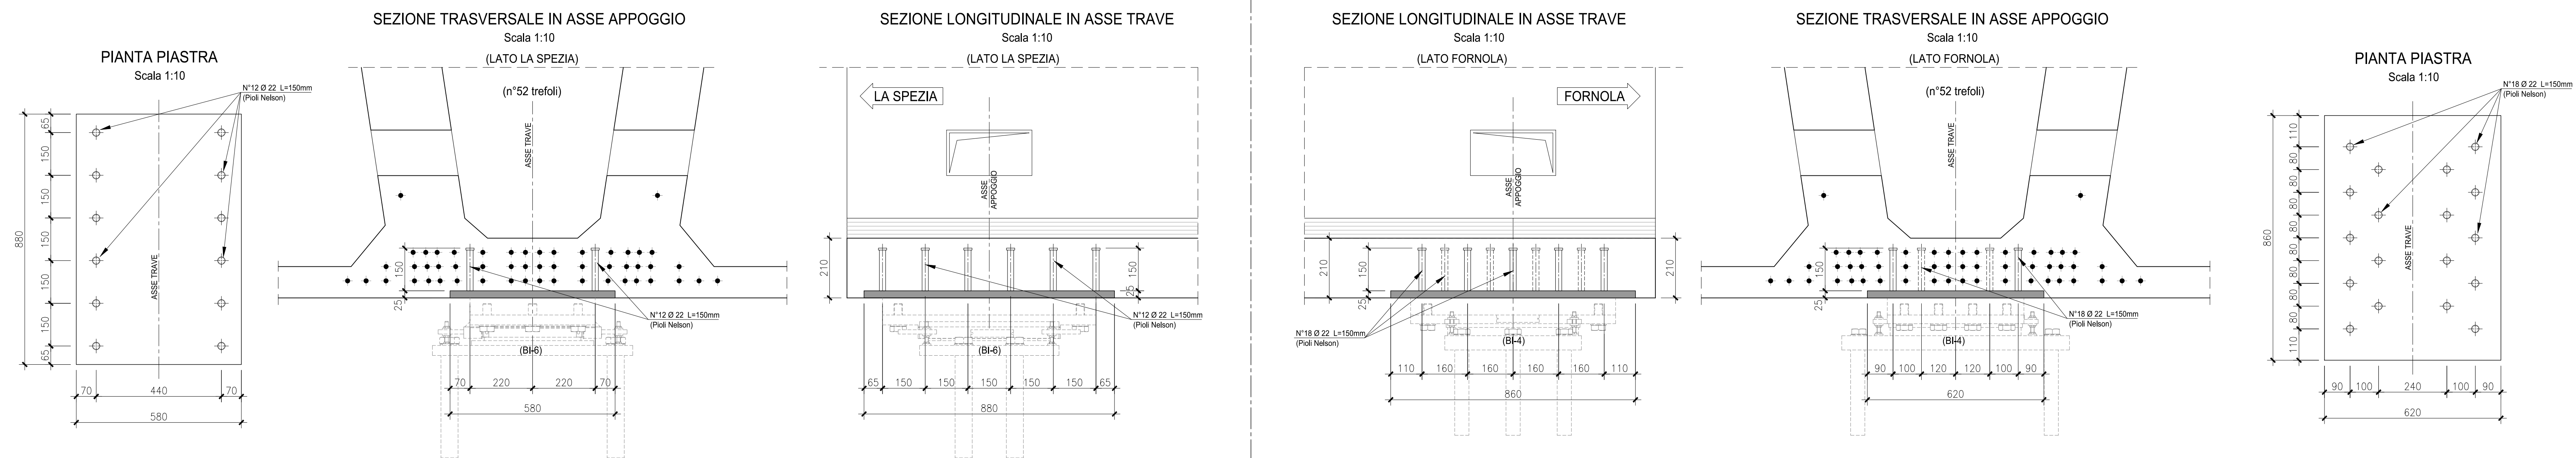 PIANTA PIASTRA
Scala 1:10
N°12 Ø 22 L=150mm
(Pioli Nelson)
65
150
150
150
150
150
65
880
ASSE TRAVE
70
440
70
580
SEZIONE TRASVERSALE IN ASSE APPOGGIO
Scala 1:10
(LATO LA SPEZIA)
(n°52 trefoli)
ASSE TRAVE
150
25
N°12 Ø 22 L=150mm
(Pioli Nelson)
(BI-6)
70
220
220
70
580
SEZIONE LONGITUDINALE IN ASSE TRAVE
Scala 1:10
(LATO LA SPEZIA)
LA SPEZIA
ASSE
APPOGGIO
210
150
25
N°12 Ø 22 L=150mm
(Pioli Nelson)
(BI-6)
65
150
150
150
150
150
65
880
SEZIONE LONGITUDINALE IN ASSE TRAVE
Scala 1:10
(LATO FORNOLA)
FORNOLA
ASSE
APPOGGIO
210
150
25
210
N°18 Ø 22 L=150mm
(Pioli Nelson)
(BI-4)
110
160
160
160
160
110
860
SEZIONE TRASVERSALE IN ASSE APPOGGIO
Scala 1:10
(LATO FORNOLA)
(n°52 trefoli)
ASSE TRAVE
150
25
N°18 Ø 22 L=150mm
(Pioli Nelson)
(BI-4)
90
100
120
120
100
90
620
PIANTA PIASTRA
Scala 1:10
N°18 Ø 22 L=150mm
(Pioli Nelson)
110
80
80
80
80
80
80
80
80
110
860
ASSE TRAVE
90
100
240
100
90
620